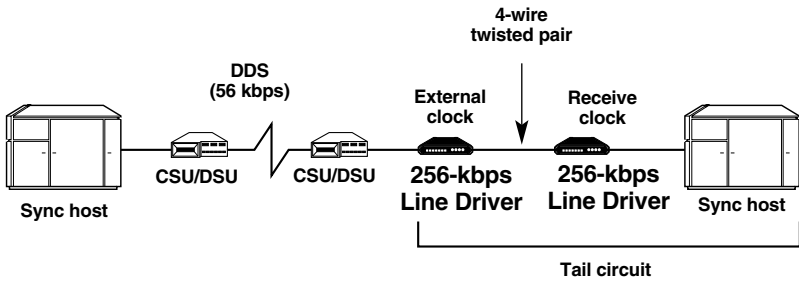 4-wire
twisted pair
DDS
(56 kbps)
External
clock
Receive
clock
CSU/DSU
CSU/DSU
256-kbps
Line Driver
256-kbps
Line Driver
Sync host
Sync host
Tail circuit